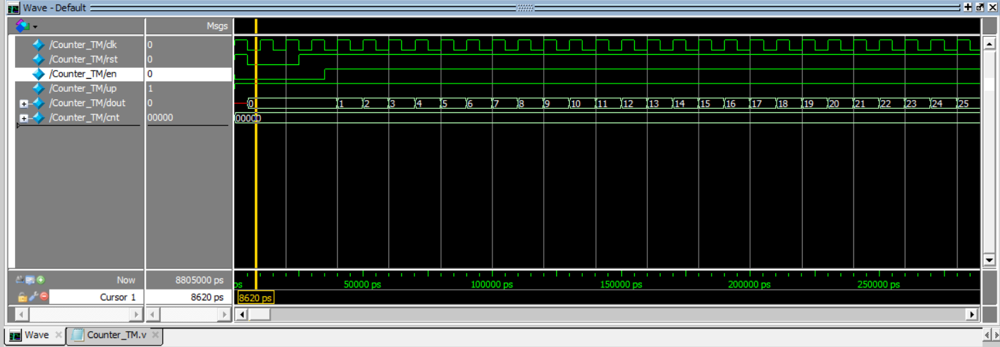 Wave - Default
Msgs
/Counter_TM/clk 0
/Counter_TM/rst 0
/Counter_TM/en 0
/Counter_TM/up 1
/Counter_TM/dout 0 0 1 2 3 4 5 6 7 8 9 10 11 12 13 14 15 16 17 18 19 20 21 22 23 24 25
/Counter_TM/cnt 00000 00000
Now 8805000 ps ps 50000 ps 100000 ps 150000 ps 200000 ps 250000 ps
Cursor 1 8620 ps 8620 ps
Wave Counter_TM.v